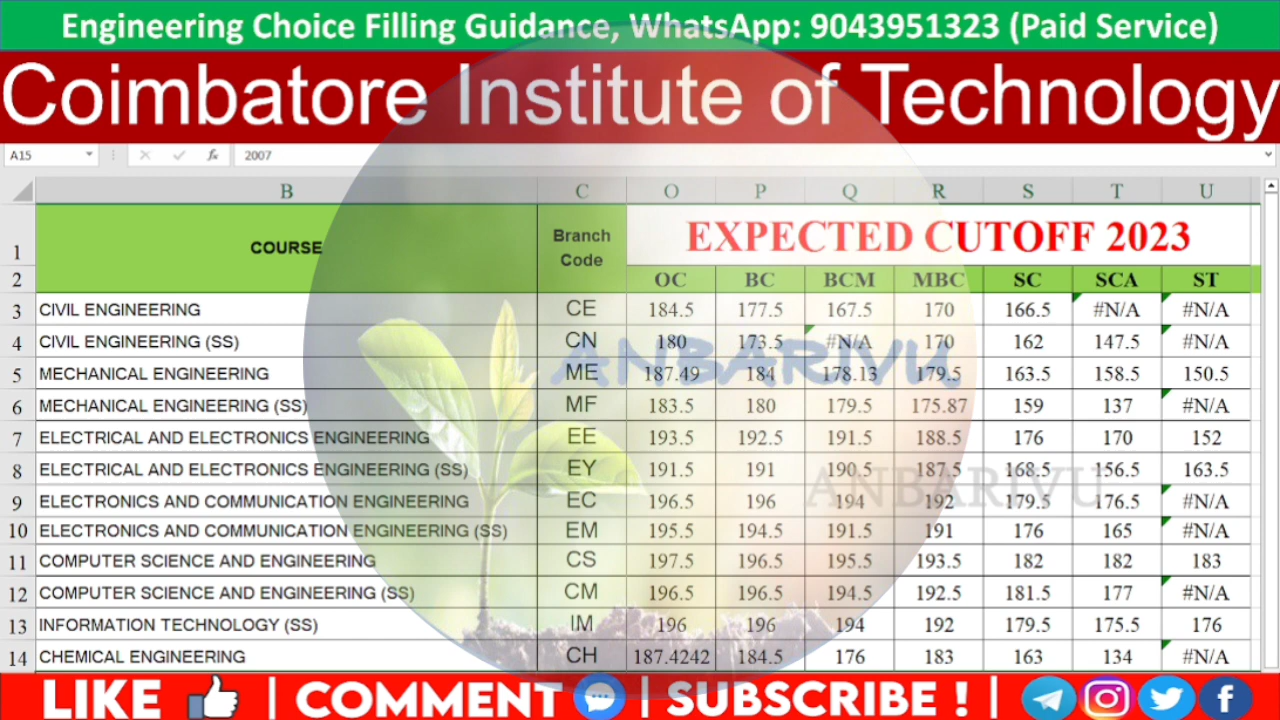 Engineering Choice Filling Guidance, WhatsApp: 9043951323 (Paid Service)
Coimbatore Institute of Technology
A15 fx 2007
B C O P Q R S T U
1 COURSE Branch Code EXPECTED CUTOFF 2023
2 OC BC BCM MBC SC SCA ST
3 CIVIL ENGINEERING CE 184.5 177.5 167.5 170 166.5 #N/A #N/A
4 CIVIL ENGINEERING (SS) CN 180 173.5 #N/A 170 162 147.5 #N/A
5 MECHANICAL ENGINEERING ME 187.49 184 178.13 179.5 163.5 158.5 150.5
6 MECHANICAL ENGINEERING (SS) MF 183.5 180 179.5 175.87 159 137 #N/A
7 ELECTRICAL AND ELECTRONICS ENGINEERING EE 193.5 192.5 191.5 188.5 176 170 152
8 ELECTRICAL AND ELECTRONICS ENGINEERING (SS) EY 191.5 191 190.5 187.5 168.5 156.5 163.5
9 ELECTRONICS AND COMMUNICATION ENGINEERING EC 196.5 196 194 192 179.5 176.5 #N/A
10 ELECTRONICS AND COMMUNICATION ENGINEERING (SS) EM 195.5 194.5 191.5 191 176 165 #N/A
11 COMPUTER SCIENCE AND ENGINEERING CS 197.5 196.5 195.5 193.5 182 182 183
12 COMPUTER SCIENCE AND ENGINEERING (SS) CM 196.5 196.5 194.5 192.5 181.5 177 #N/A
13 INFORMATION TECHNOLOGY (SS) IM 196 196 194 192 179.5 175.5 176
14 CHEMICAL ENGINEERING CH 187.4242 184.5 176 183 163 134 #N/A
ANBARIVU
ANBARIVU
LIKE | COMMENT | SUBSCRIBE ! |